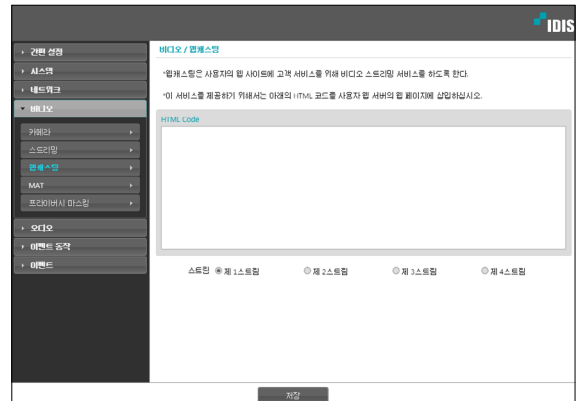 IDIS
간편 설정
시스템
네트워크
비디오
카메라
스트리밍
웹캐스팅
MAT
프라이버시 마스킹
오디오
이벤트 동작
이벤트
비디오 / 웹캐스팅
*웹캐스팅은 사용자의 웹 사이트에 고객 서비스를 위해 비디오 스트리밍 서비스를 하도록 한다.
*이 서비스를 제공하기 위해서는 아래의 HTML 코드를 사용자 웹 서버의 웹 페이지에 삽입하십시오.
HTML Code
스트림 제 1스트림 제 2스트림 제 3스트림 제 4스트림
저장